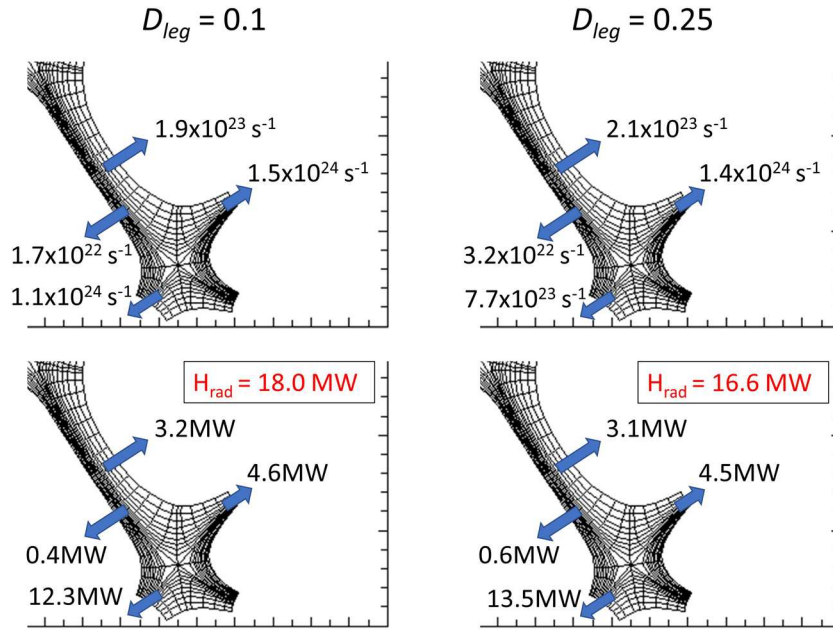 D_leg = 0.1
D_leg = 0.25
1.9x10^23 s^-1
1.5x10^24 s^-1
1.7x10^22 s^-1
1.1x10^24 s^-1
2.1x10^23 s^-1
1.4x10^24 s^-1
3.2x10^22 s^-1
7.7x10^23 s^-1
H_rad = 18.0 MW
3.2MW
4.6MW
0.4MW
12.3MW
H_rad = 16.6 MW
3.1MW
4.5MW
0.6MW
13.5MW